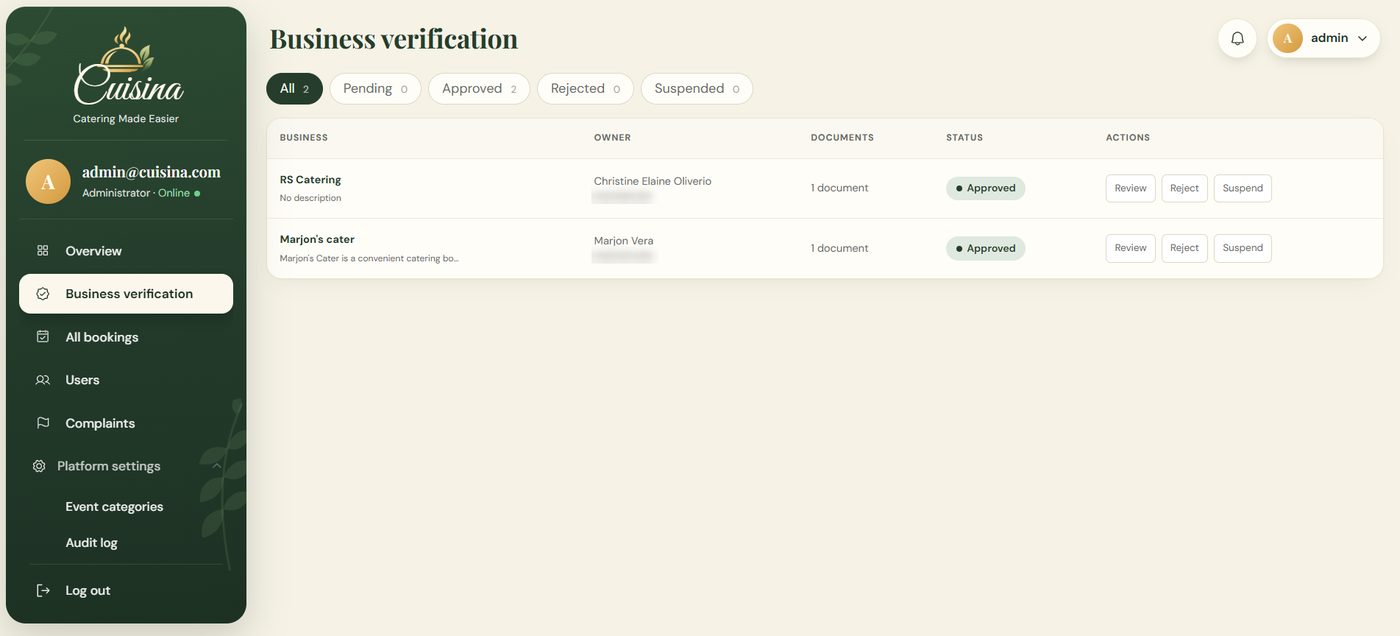 Cuisina
Catering Made Easier
A
admin@cuisina.com
Administrator · Online
Overview
Business verification
All bookings
Users
Complaints
Platform settings
Event categories
Audit log
Log out
Business verification
A admin
All 2 Pending 0 Approved 2 Rejected 0 Suspended 0
BUSINESS OWNER DOCUMENTS STATUS ACTIONS
RS Catering
No description
Christine Elaine Oliverio
1 document
Approved
Review Reject Suspend
Marjon's cater
Marjon's Cater is a convenient catering bo...
Marjon Vera
1 document
Approved
Review Reject Suspend